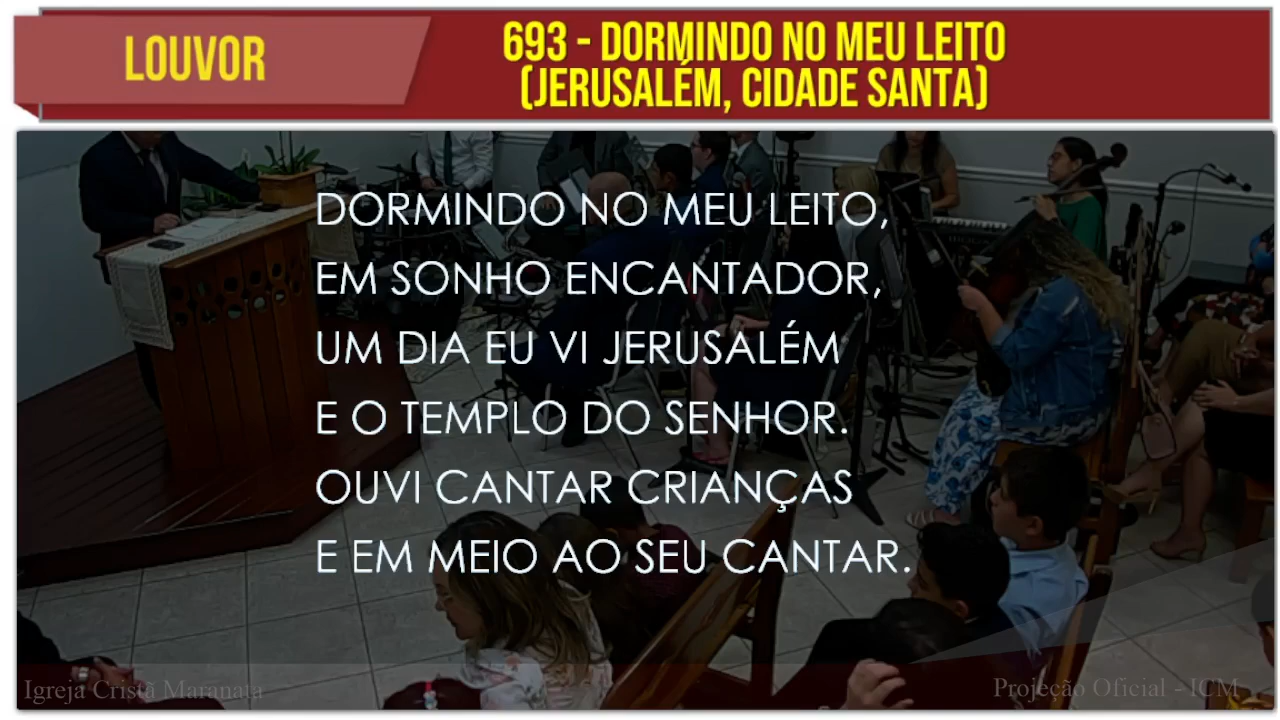 LOUVOR
693 - DORMINDO NO MEU LEITO
(JERUSALÉM, CIDADE SANTA)
DORMINDO NO MEU LEITO,
EM SONHO ENCANTADOR,
UM DIA EU VI JERUSALÉM
E O TEMPLO DO SENHOR.
OUVI CANTAR CRIANÇAS
E EM MEIO AO SEU CANTAR.
Igreja Cristã Maranata
Projeção Oficial - ICM